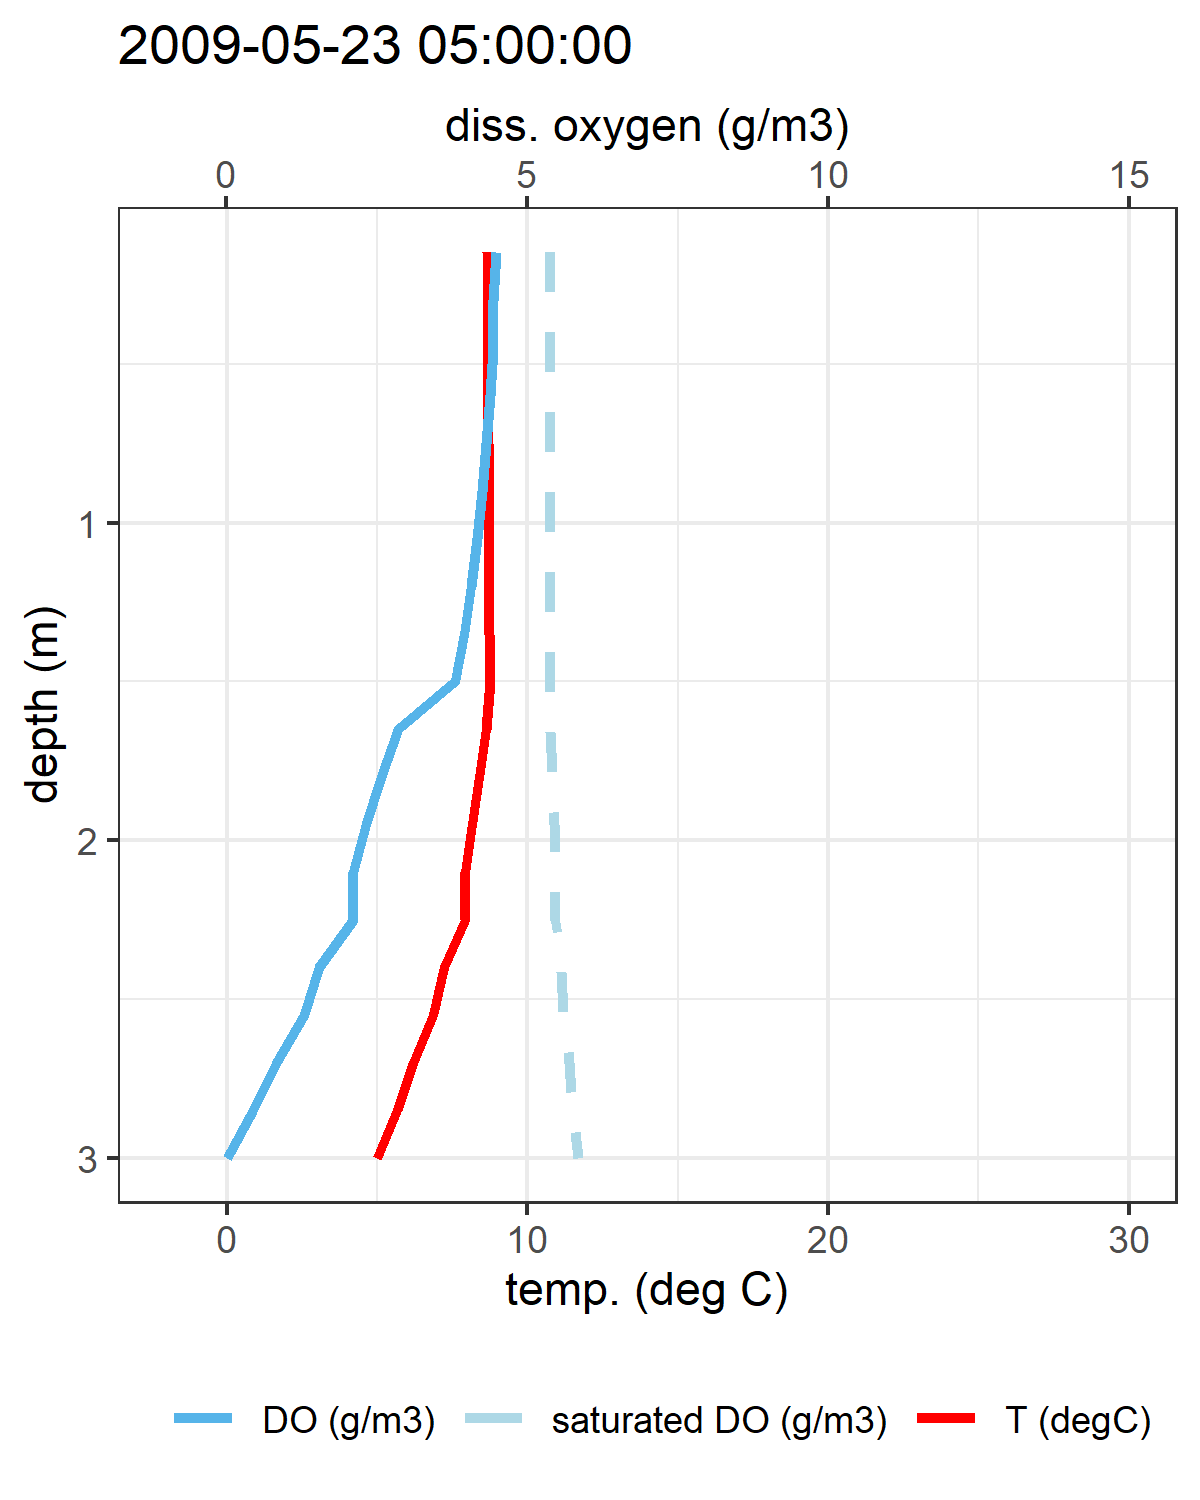 2009-05-23 05:00:00
diss. oxygen (g/m3)
0 5 10 15
depth (m)
1
2
3
0 10 20 30
temp. (deg C)
DO (g/m3) saturated DO (g/m3) T (degC)